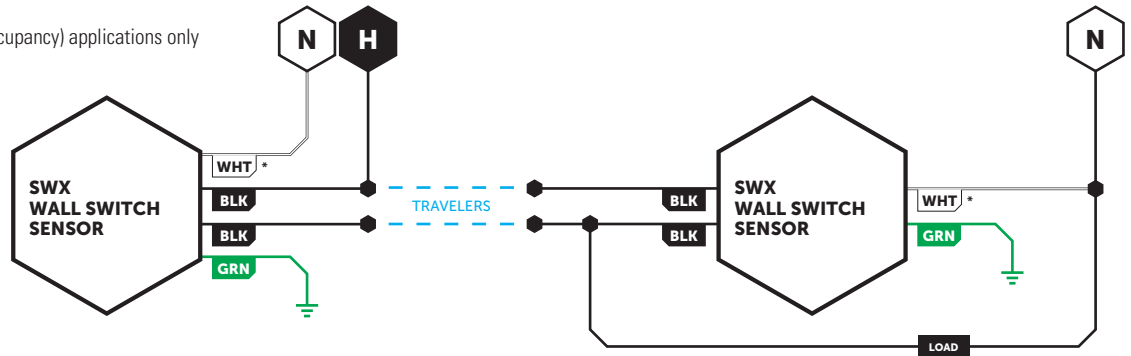 cupancy) applications only
N
H
N
SWX
WALL SWITCH
SENSOR
WHT *
BLK
BLK
GRN
TRAVELERS
BLK
BLK
SWX
WALL SWITCH
SENSOR
WHT *
GRN
LOAD